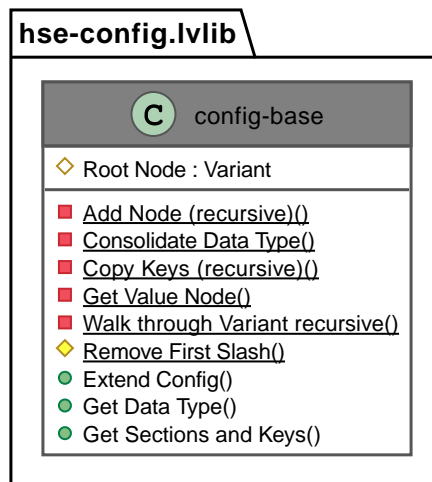 hse-config.lvlib
C config-base
Root Node : Variant
Add Node (recursive)()
Consolidate Data Type()
Copy Keys (recursive)()
Get Value Node()
Walk through Variant recursive()
Remove First Slash()
Extend Config()
Get Data Type()
Get Sections and Keys()